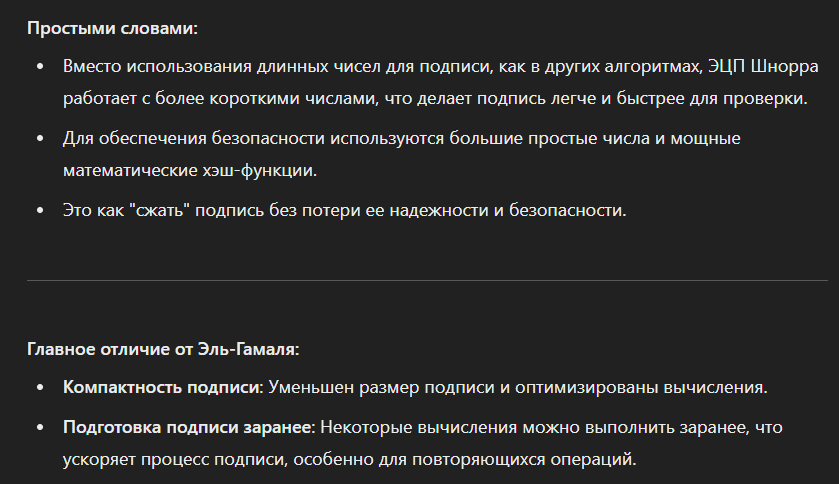 Простыми словами:
Вместо использования длинных чисел для подписи, как в других алгоритмах, ЭЦП Шнорра
работает с более короткими числами, что делает подпись легче и быстрее для проверки.
Для обеспечения безопасности используются большие простые числа и мощные
математические хэш-функции.
Это как "сжать" подпись без потери ее надежности и безопасности.
Главное отличие от Эль-Гамаля:
Компактность подписи: Уменьшен размер подписи и оптимизированы вычисления.
Подготовка подписи заранее: Некоторые вычисления можно выполнить заранее, что
ускоряет процесс подписи, особенно для повторяющихся операций.